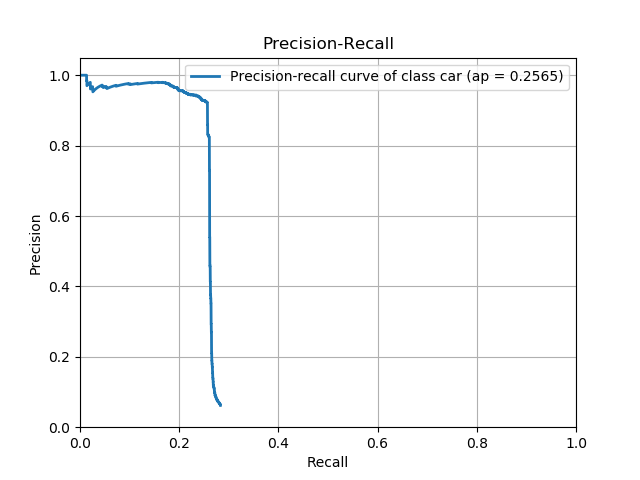 Precision-Recall
Precision-recall curve of class car (ap = 0.2565)
1.0
0.8
0.6
0.4
0.2
0.0
Precision
0.0 0.2 0.4 0.6 0.8 1.0
Recall